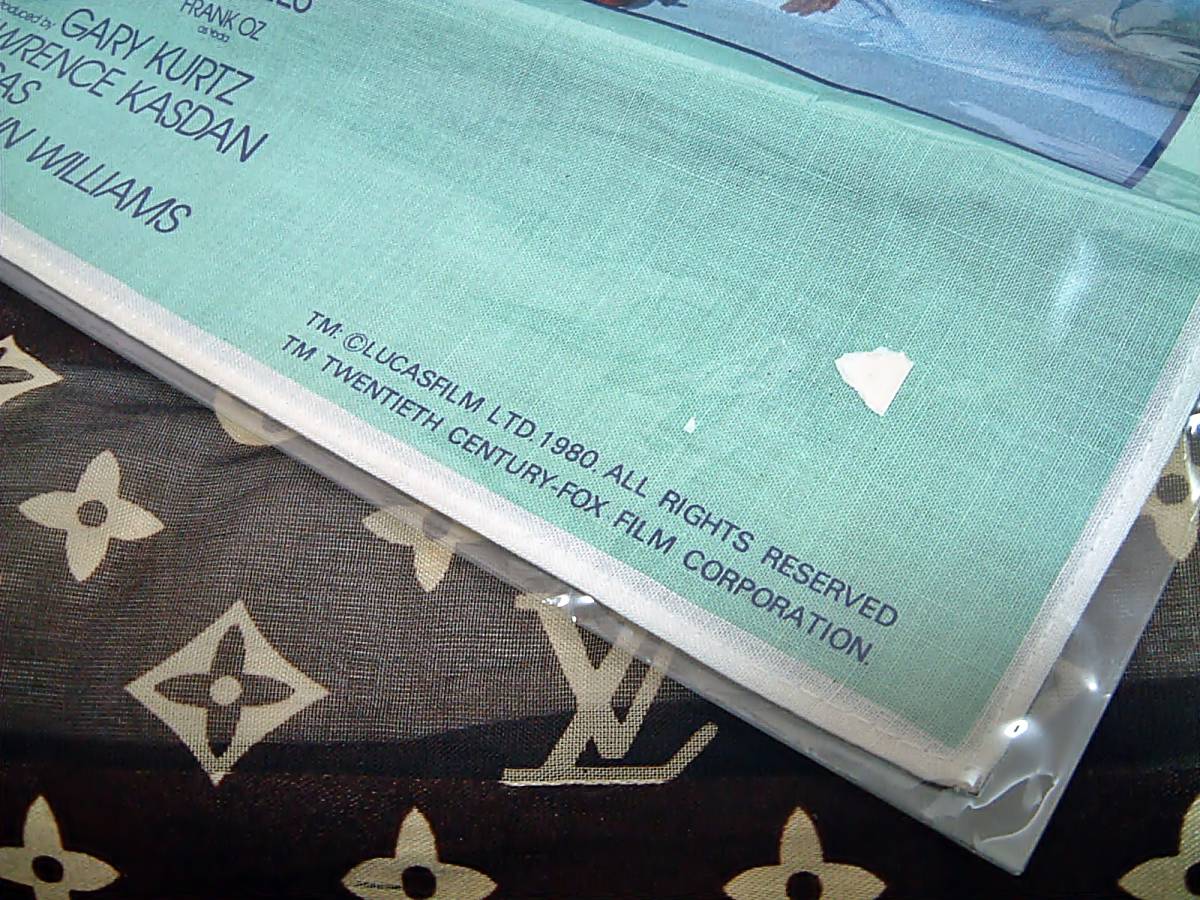 FRANK OZ
as Yoda
Produced by GARY KURTZ
WRENCE KASDAN
AS
WILLIAMS
TM: ©LUCASFILM LTD.1980. ALL RIGHTS RESERVED
TM TWENTIETH CENTURY-FOX FILM CORPORATION.
LV